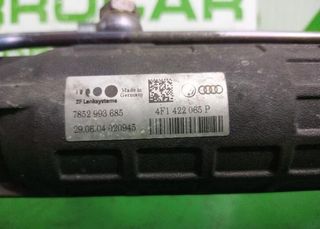 Made in
Germany
ZF Lenksysteme
7852 993 685
4F1 422 065 P
29.06.04 020945